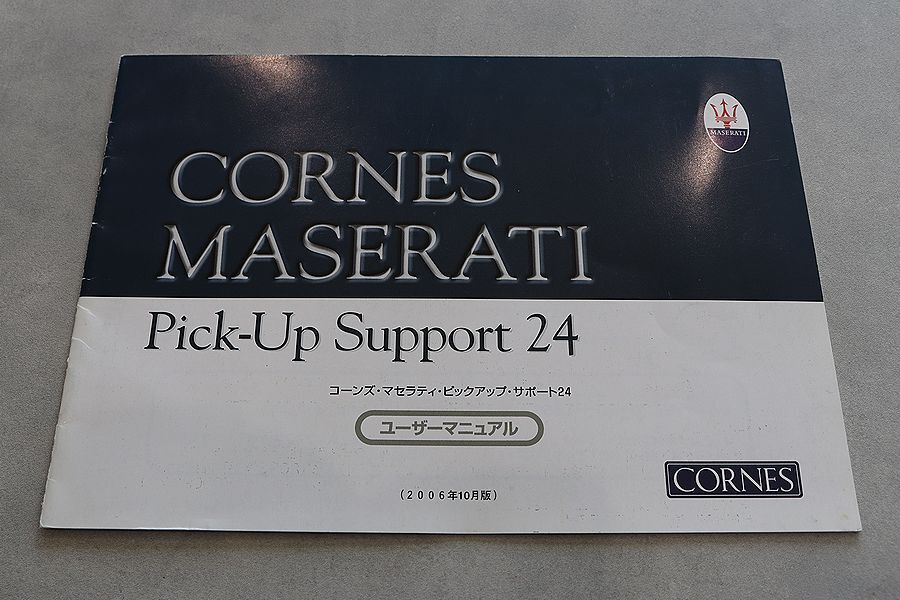 MASERATI
CORNES
MASERATI
Pick-Up Support 24
コーンズ・マセラティ・ピックアップ・サポート24
ユーザーマニュアル
CORNES
(2006年10月版)